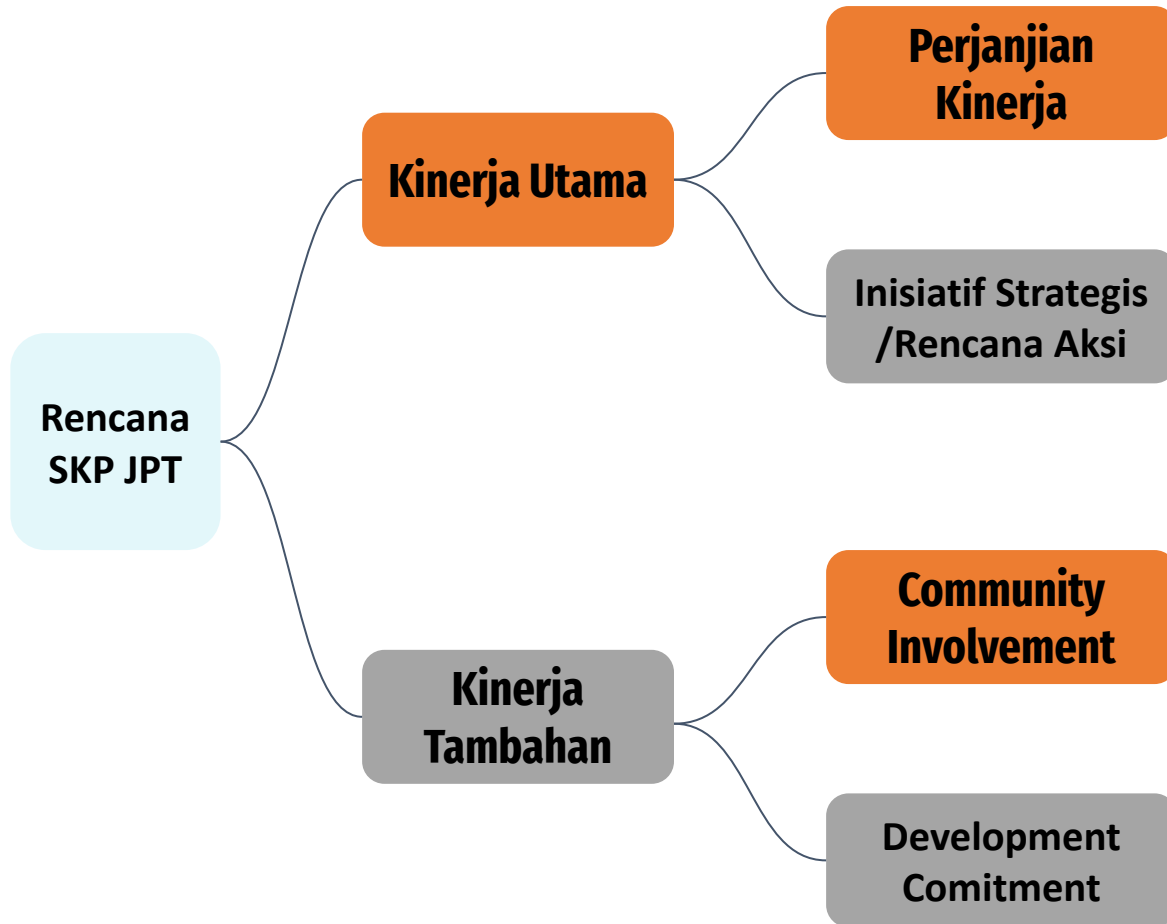 Rencana
SKP JPT
Kinerja Utama
Perjanjian
Kinerja
Inisiatif Strategis
/Rencana Aksi
Kinerja
Tambahan
Community
Involvement
Development
Comitment